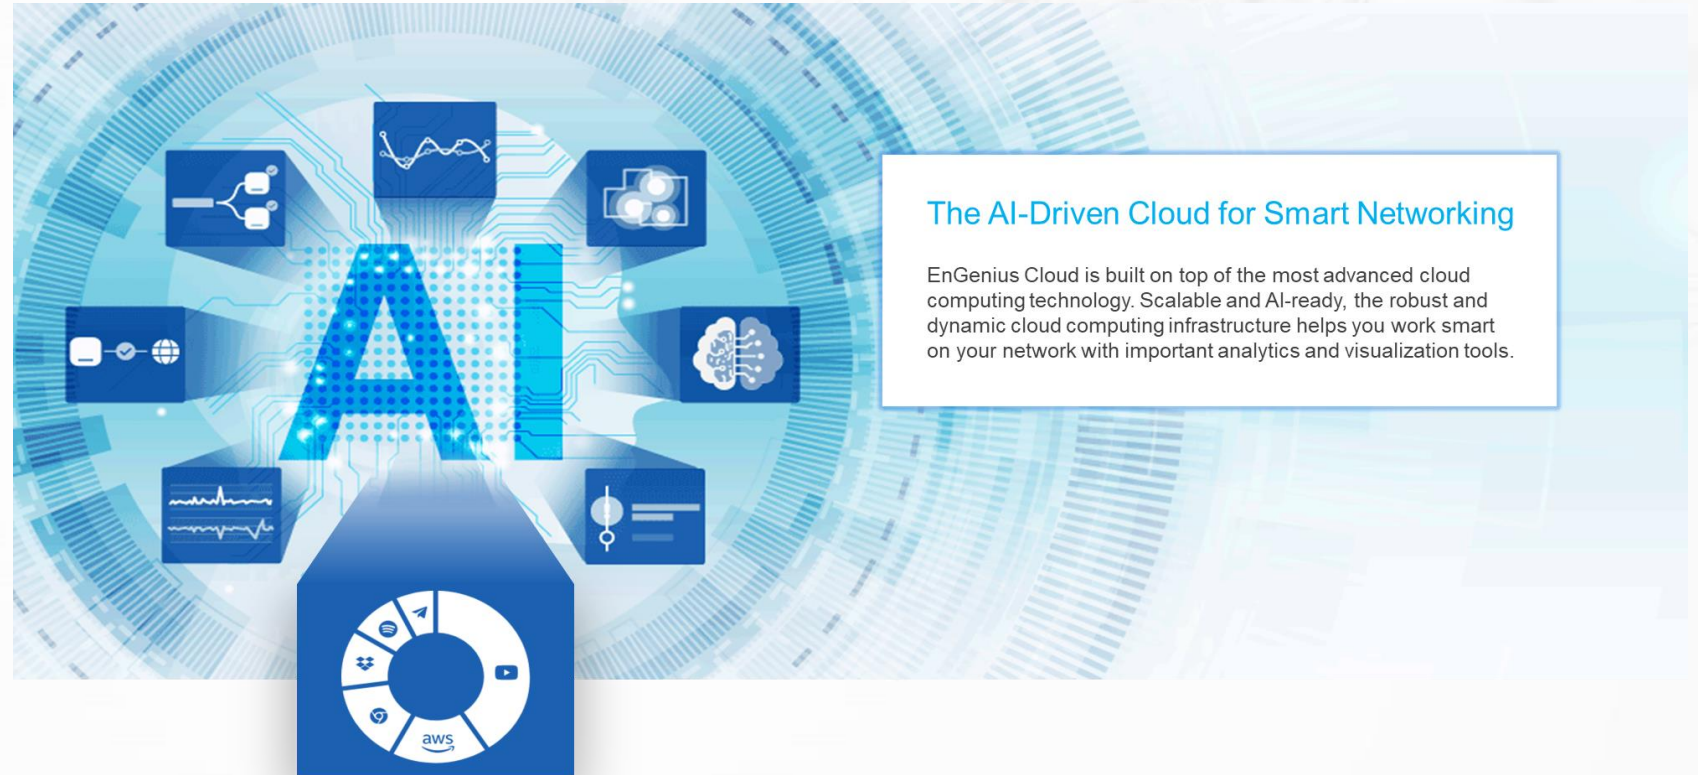 AI
The AI-Driven Cloud for Smart Networking
EnGenius Cloud is built on top of the most advanced cloud
computing technology. Scalable and AI-ready, the robust and
dynamic cloud computing infrastructure helps you work smart
on your network with important analytics and visualization tools.
aws